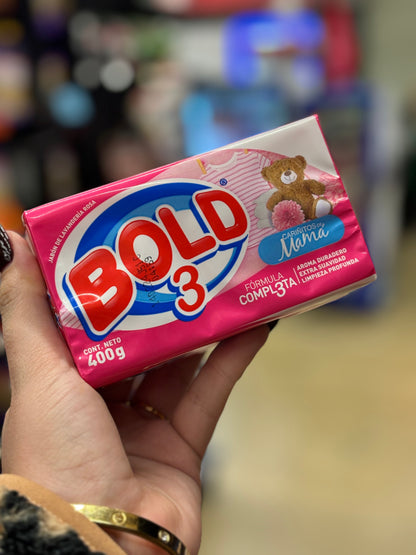 JABÓN DE LAVANDERÍA ROSA
BOLD
3
®
CARIÑITOS DE
Mamá
FÓRMULA
COMPL3TA
AROMA DURADERO
EXTRA SUAVIDAD
LIMPIEZA PROFUNDA
CONT. NETO
400g